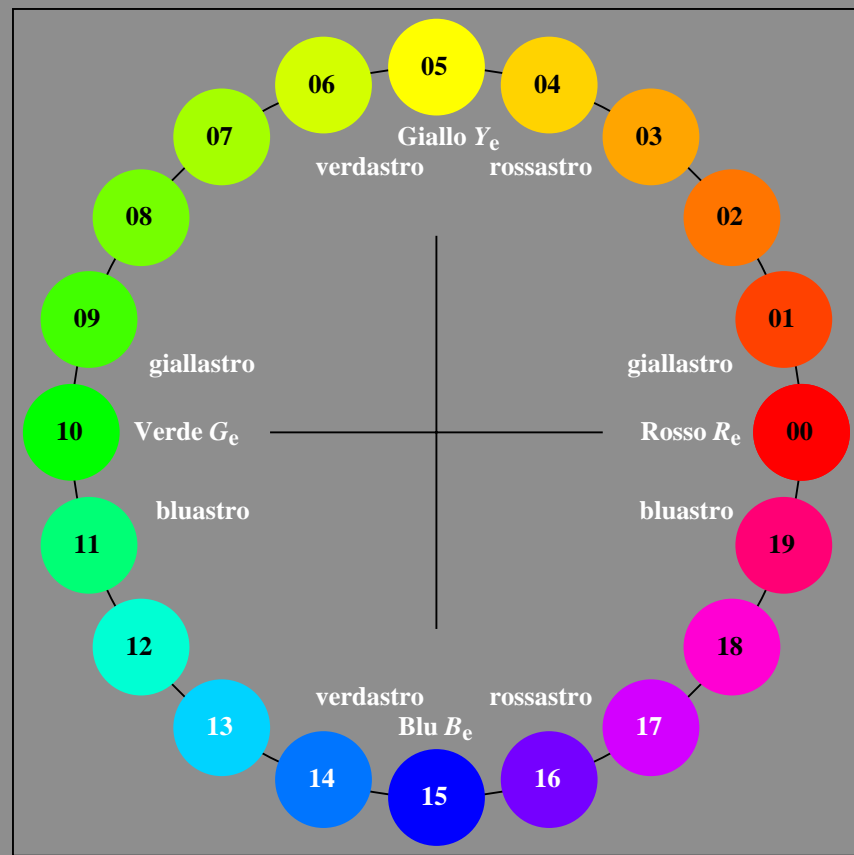 05
06
04
07
Giallo Ye
03
verdastro
rossastro
08
02
09
01
giallastro
giallastro
10
Verde Ge
Rosso Re
00
bluastro
bluastro
11
19
12
18
verdastro
rossastro
13
Blu Be
17
14
16
15